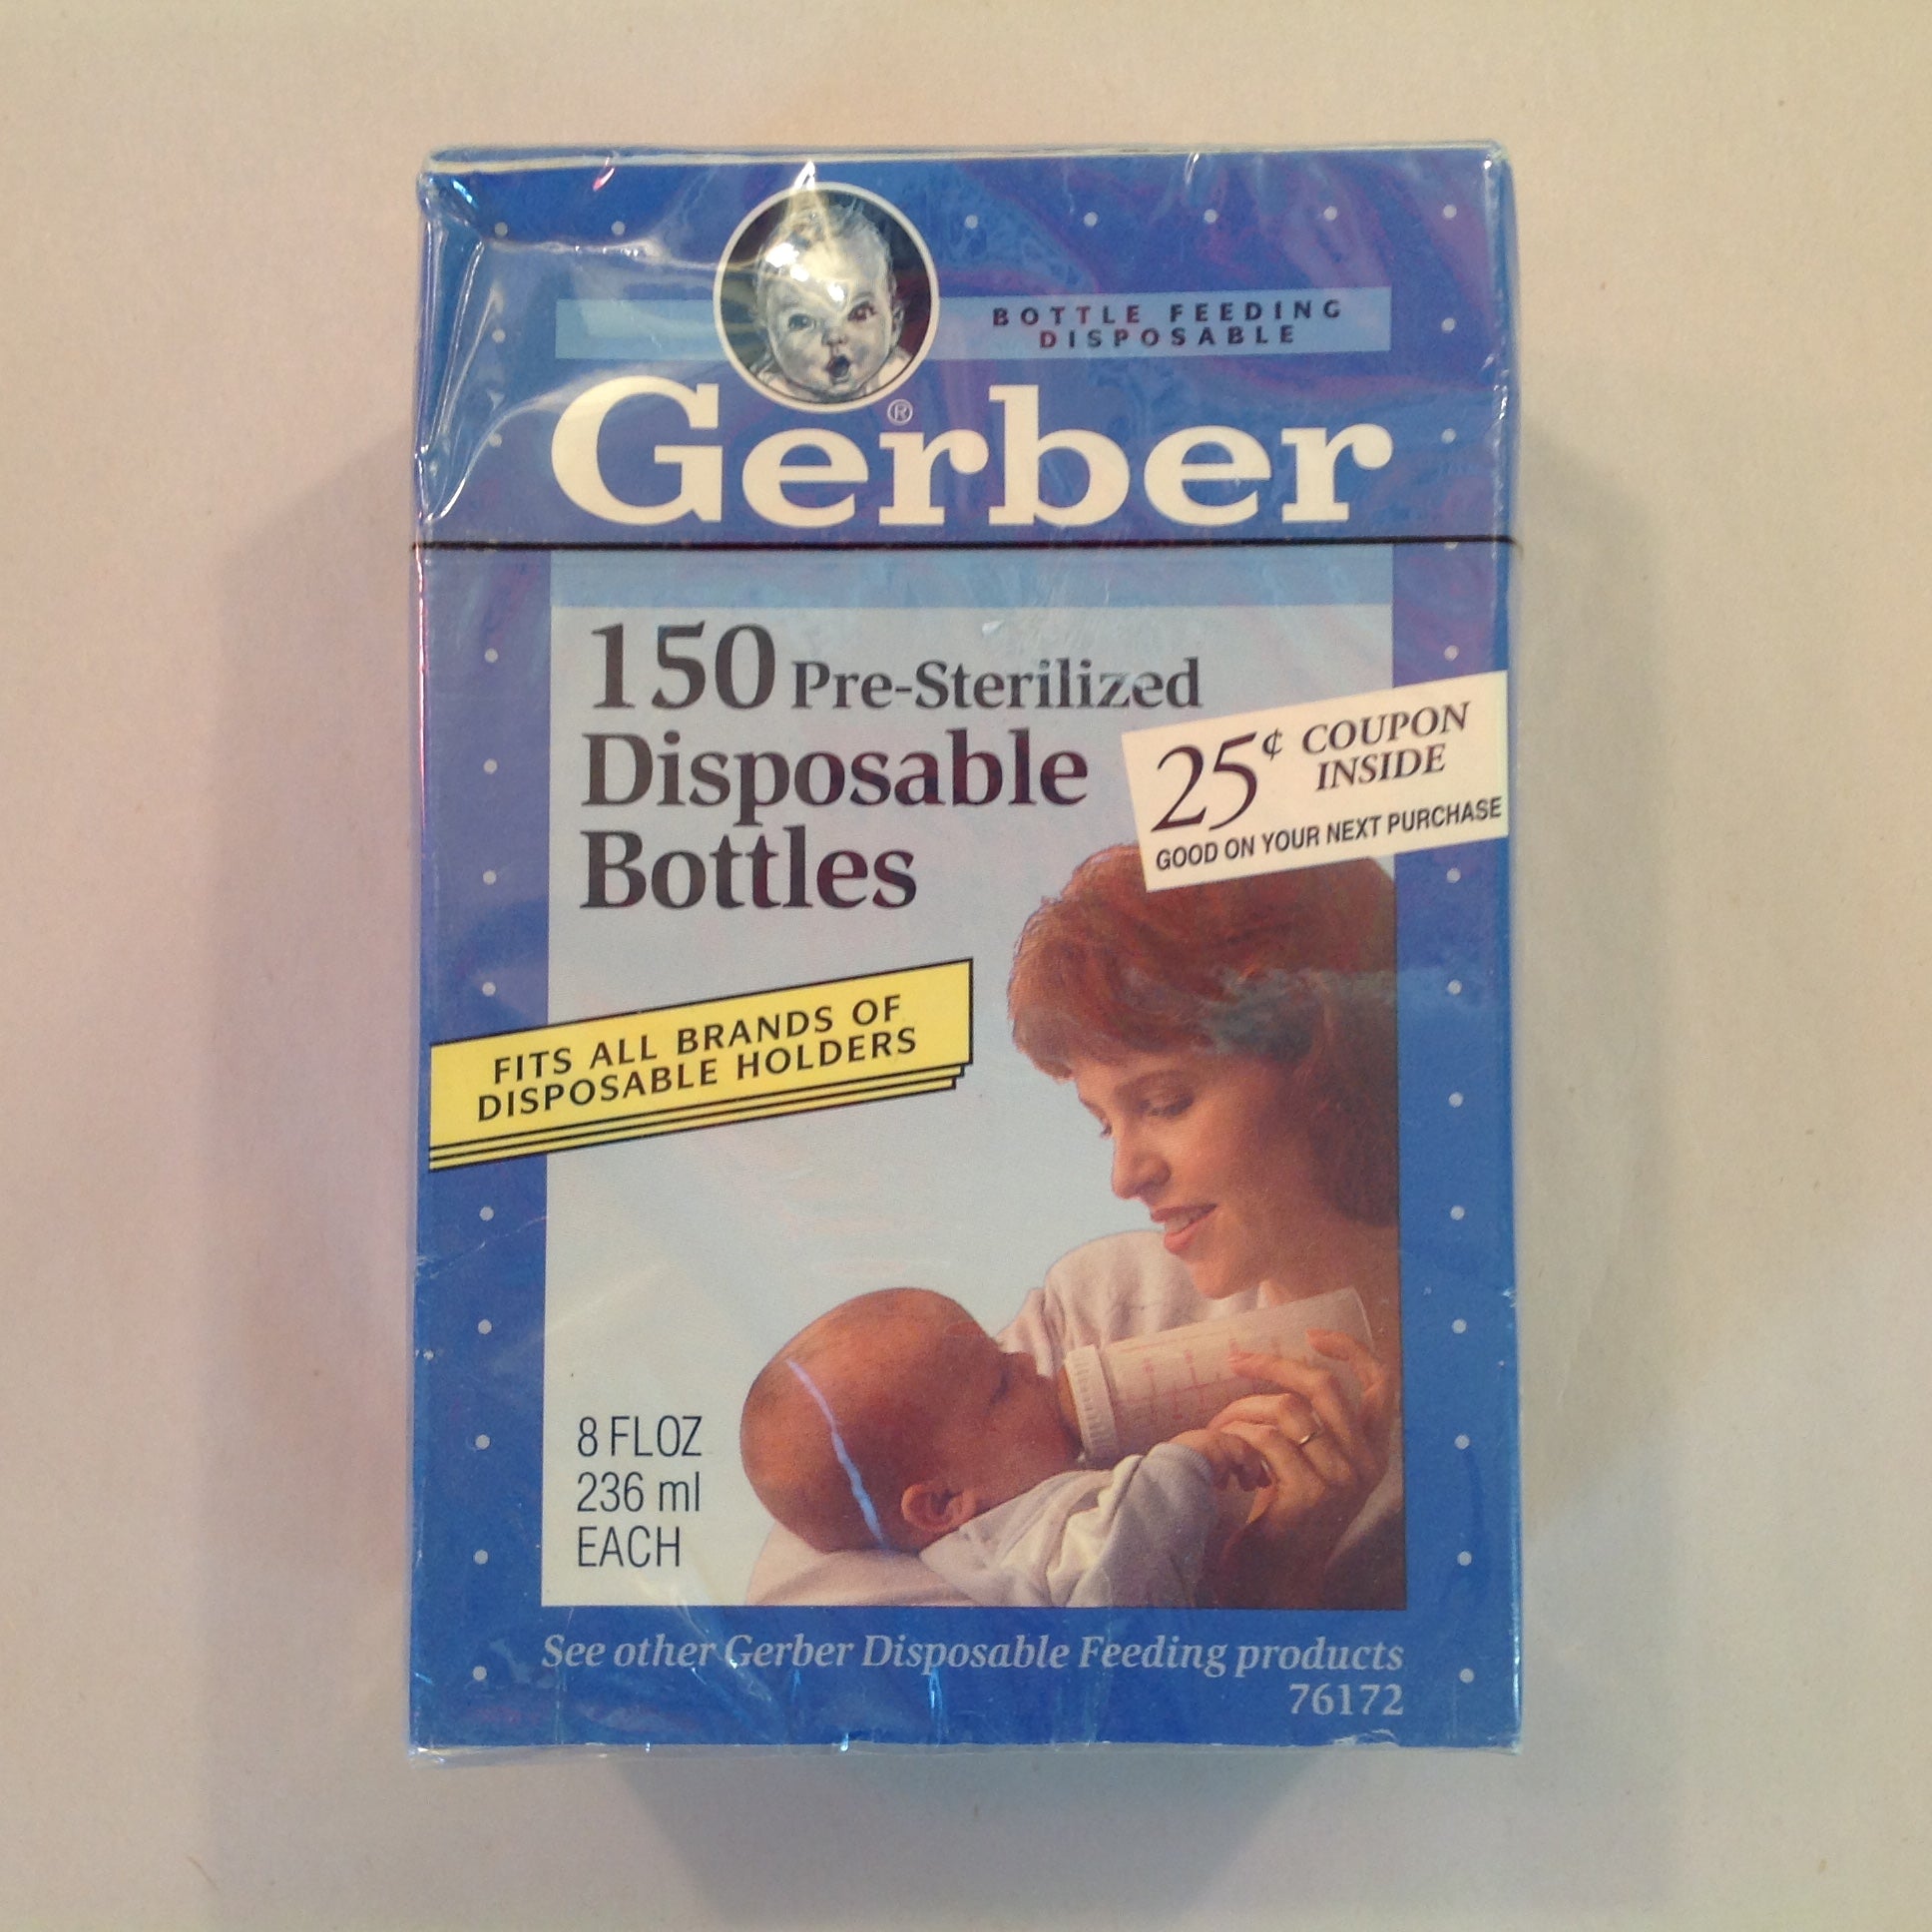 BOTTLE FEEDING
DISPOSABLE
Gerber®
150 Pre-Sterilized
Disposable
Bottles
25¢ COUPON
INSIDE
GOOD ON YOUR NEXT PURCHASE
FITS ALL BRANDS OF
DISPOSABLE HOLDERS
8 FL OZ
236 ml
EACH
See other Gerber Disposable Feeding products
76172